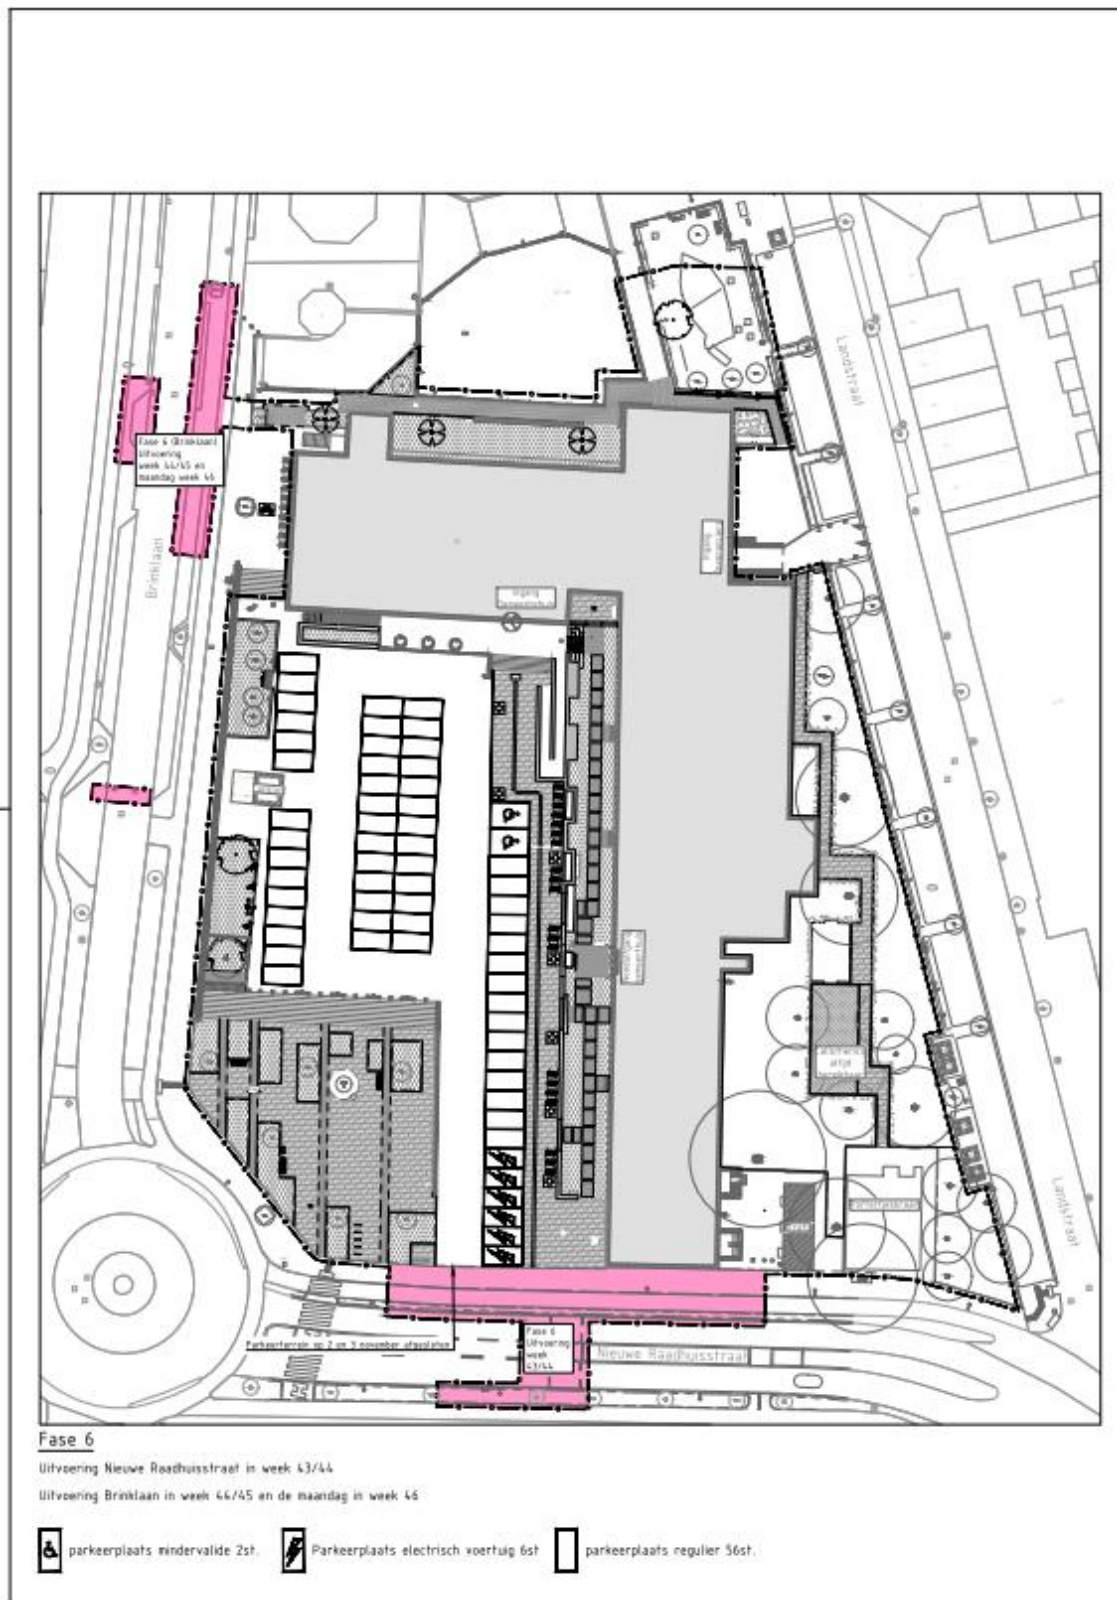 Landstraat
Fase 6 (Brinklaan)
Uitvoering
week 44/45 en
maandag week 46
Brinklaan
Landstraat
Parkeerterrein op 2 en 3 november afgesloten
Fase 6
Uitvoering
week
43/44
Nieuwe Raadhuisstraat
Fase 6
Uitvoering Nieuwe Raadhuisstraat in week 43/44
Uitvoering Brinklaan in week 44/45 en de maandag in week 46
parkeerplaats mindervalide 2st.
Parkeerplaats electrisch voertuig 6st
parkeerplaats regulier 56st.